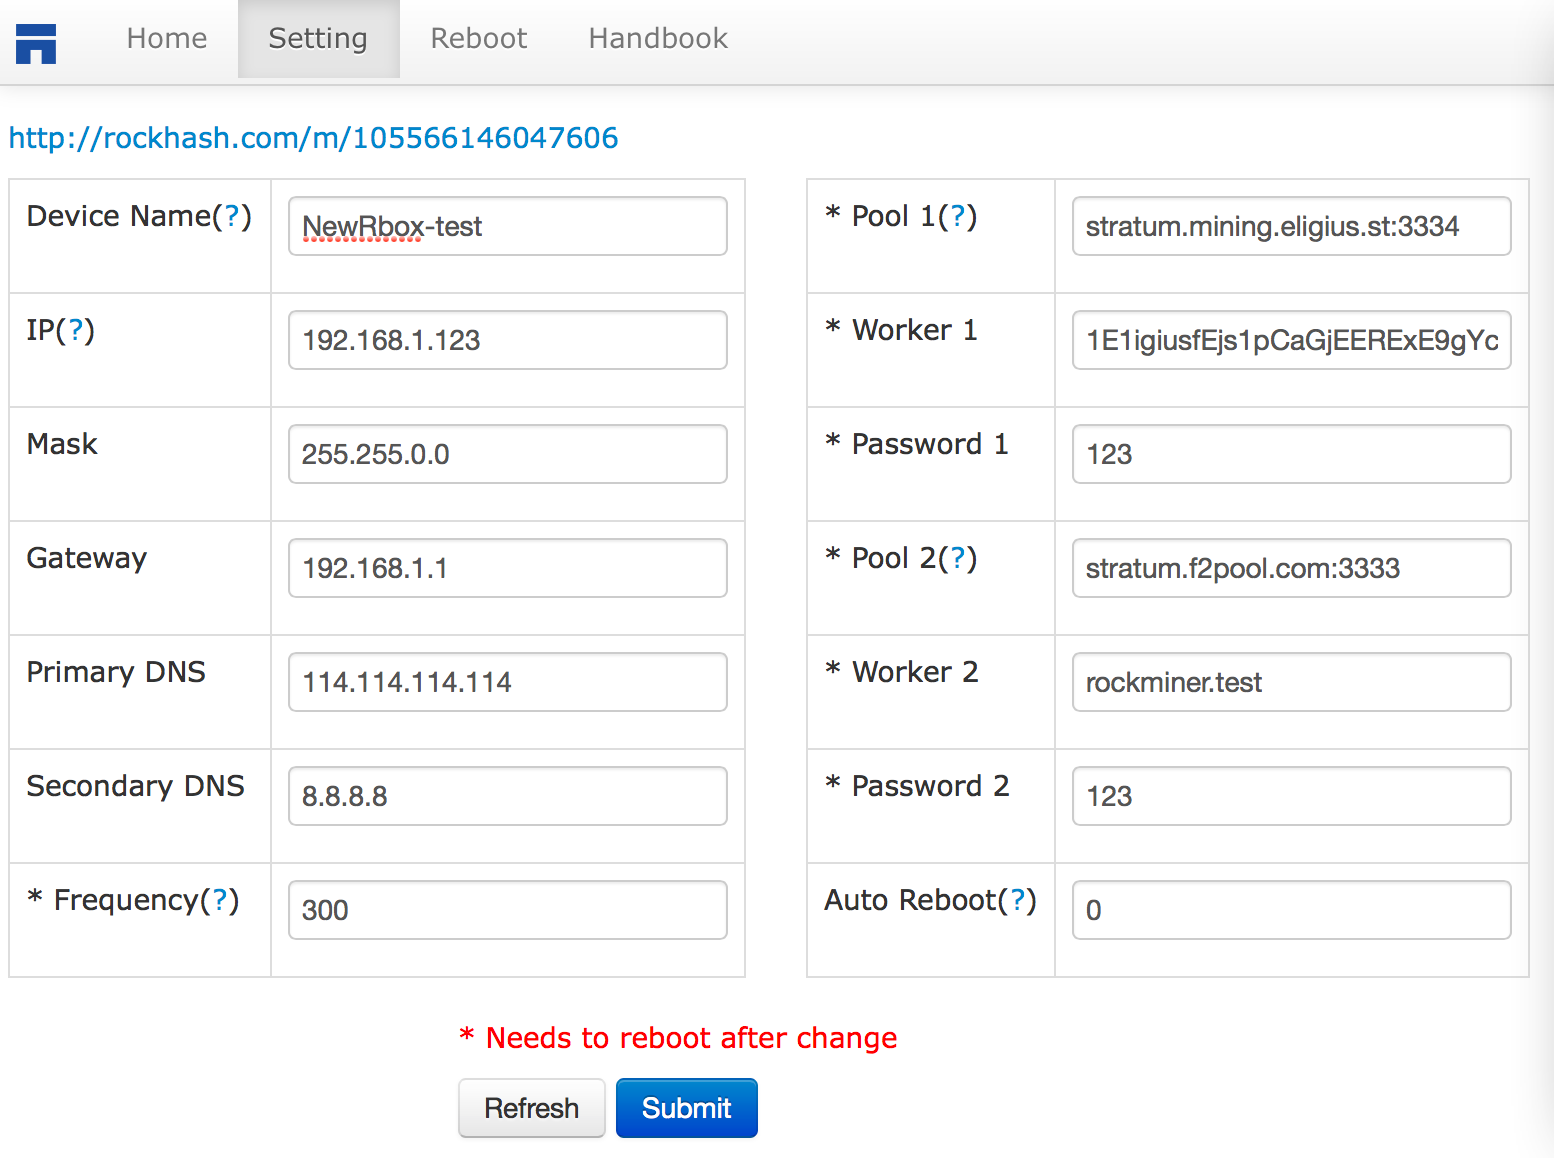 Home Setting Reboot Handbook
http://rockhash.com/m/105566146047606
Device Name(?) NewRbox-test
IP(?) 192.168.1.123
Mask 255.255.0.0
Gateway 192.168.1.1
Primary DNS 114.114.114.114
Secondary DNS 8.8.8.8
* Frequency(?) 300
* Pool 1(?) stratum.mining.eligius.st:3334
* Worker 1 1E1igiusfEjs1pCaGjEERExE9gYc
* Password 1 123
* Pool 2(?) stratum.f2pool.com:3333
* Worker 2 rockminer.test
* Password 2 123
Auto Reboot(?) 0
* Needs to reboot after change
Refresh Submit